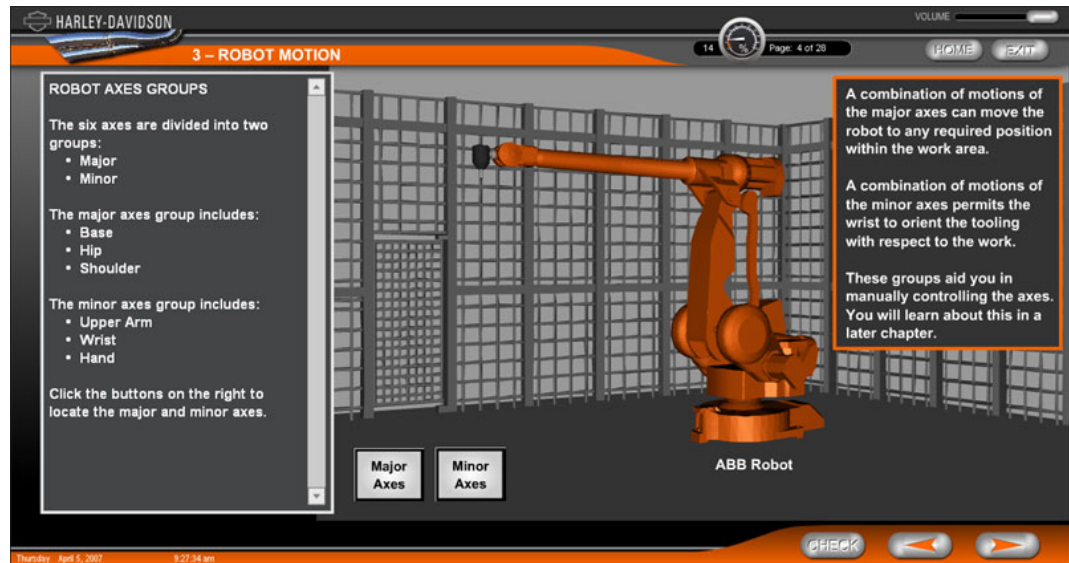 HARLEY-DAVIDSON
VOLUME
3 – ROBOT MOTION
14
%
Page: 4 of 28
HOME
EXIT
ROBOT AXES GROUPS
The six axes are divided into two
groups:
• Major
• Minor
The major axes group includes:
• Base
• Hip
• Shoulder
The minor axes group includes:
• Upper Arm
• Wrist
• Hand
Click the buttons on the right to
locate the major and minor axes.
A combination of motions of
the major axes can move the
robot to any required position
within the work area.
A combination of motions of
the minor axes permits the
wrist to orient the tooling
with respect to the work.
These groups aid you in
manually controlling the axes.
You will learn about this in a
later chapter.
Major
Axes
Minor
Axes
ABB Robot
CHECK
Thursday April 5, 2007 9:27:34 am